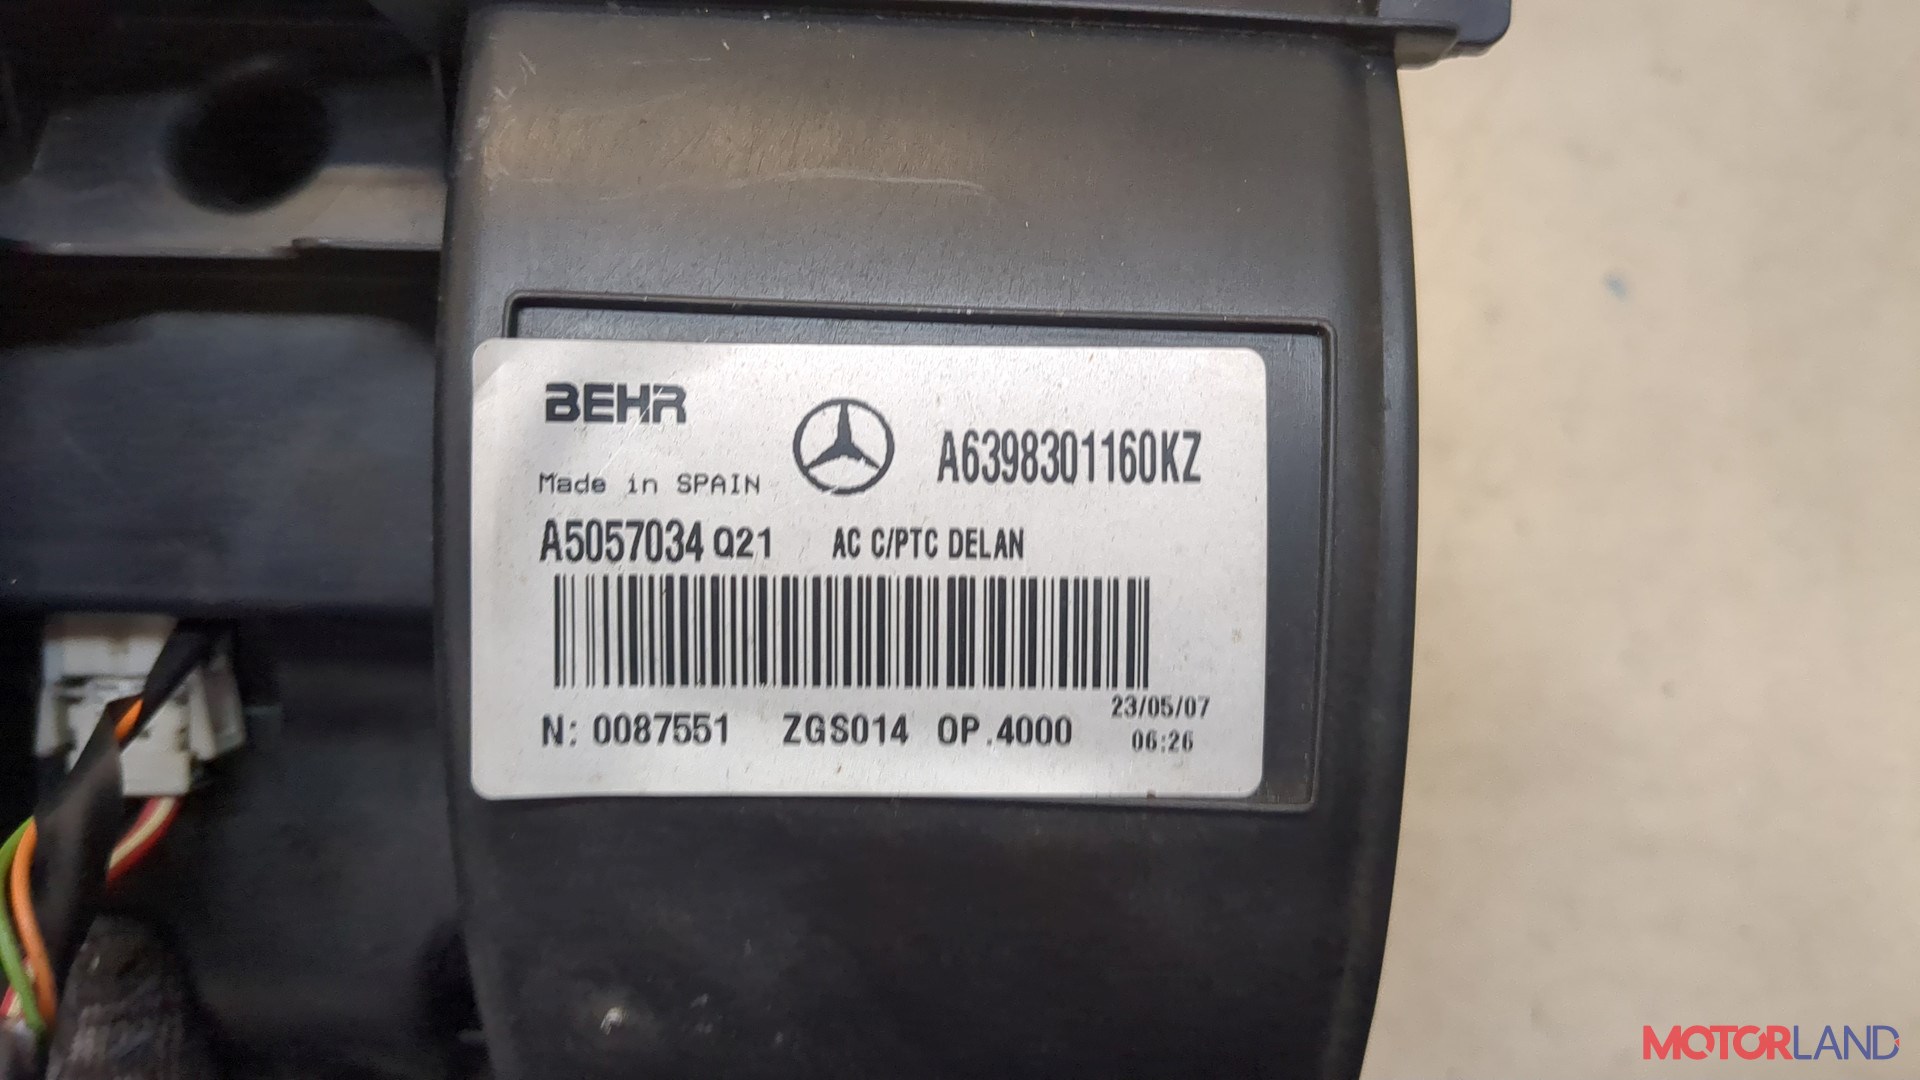 BEHR
A6398301160KZ
Made in SPAIN
A5057034 Q21 AC C/PTC DELAN
N: 0087551 ZGS014 OP.4000
23/05/07
06:26
MOTORLAND